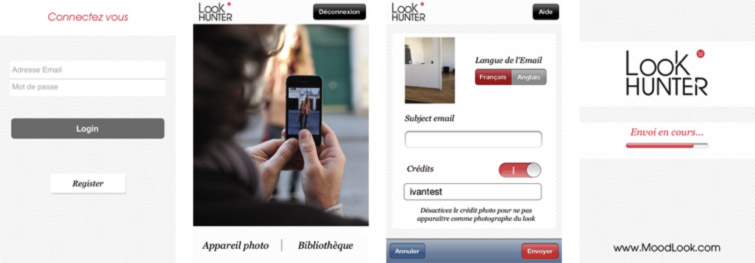 Connectez vous
Adresse Email
Mot de passe
Login
Register
Look
HUNTER
Déconnexion
Appareil photo | Bibliothèque
Look
HUNTER
Aide
Langue de l'Email
Français Anglais
Subject email
Crédits
ivantest
Désactivez le crédit photo pour ne pas
apparaître comme photographe du look
Annuler
Envoyer
Look
HUNTER
Envoi en cours...
www.MoodLook.com